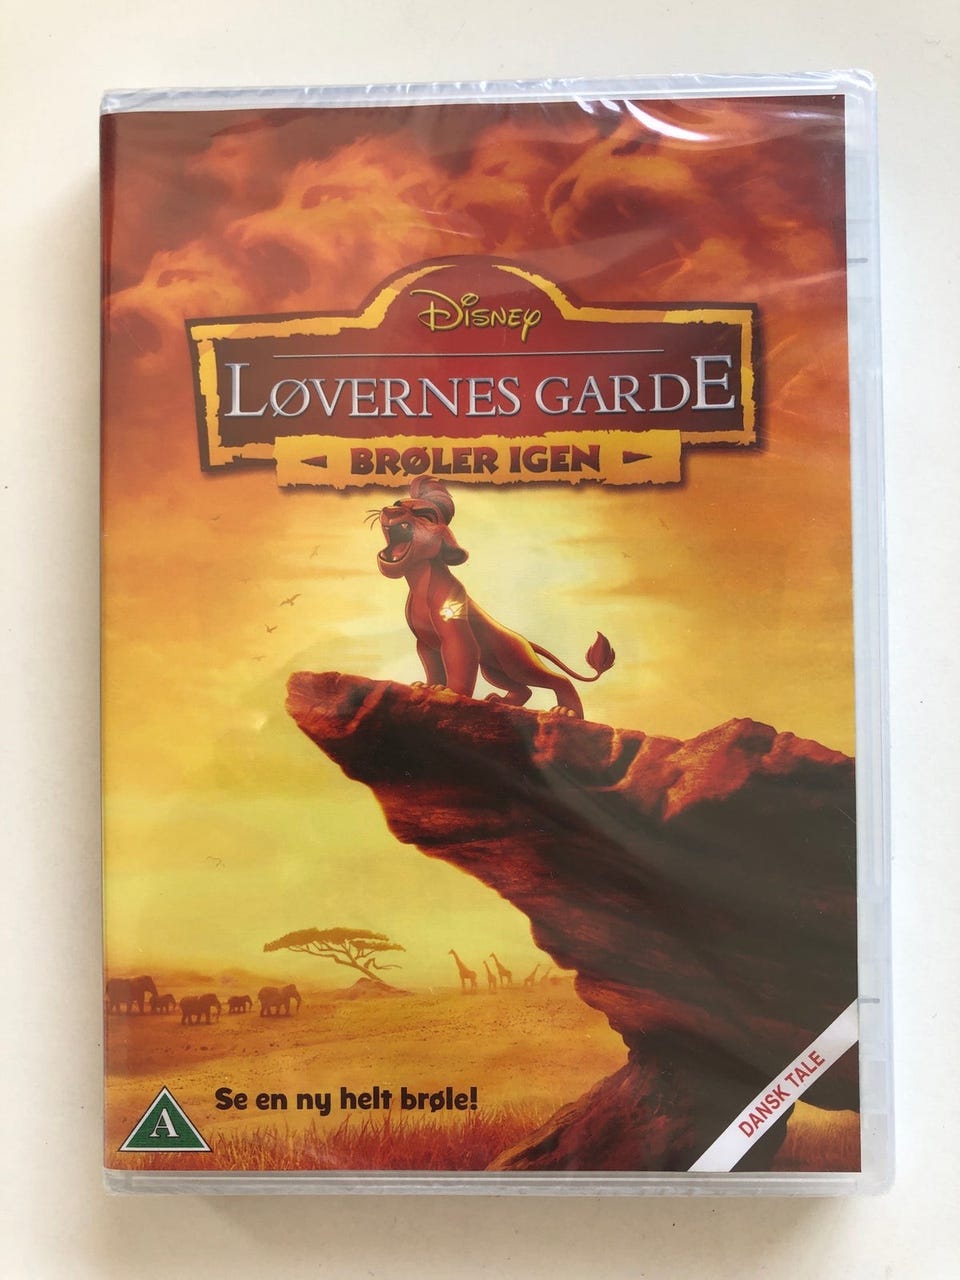 Disney
LØVERNES GARDE
BRØLER IGEN
Se en ny helt brøle!
A
DANSK TALE